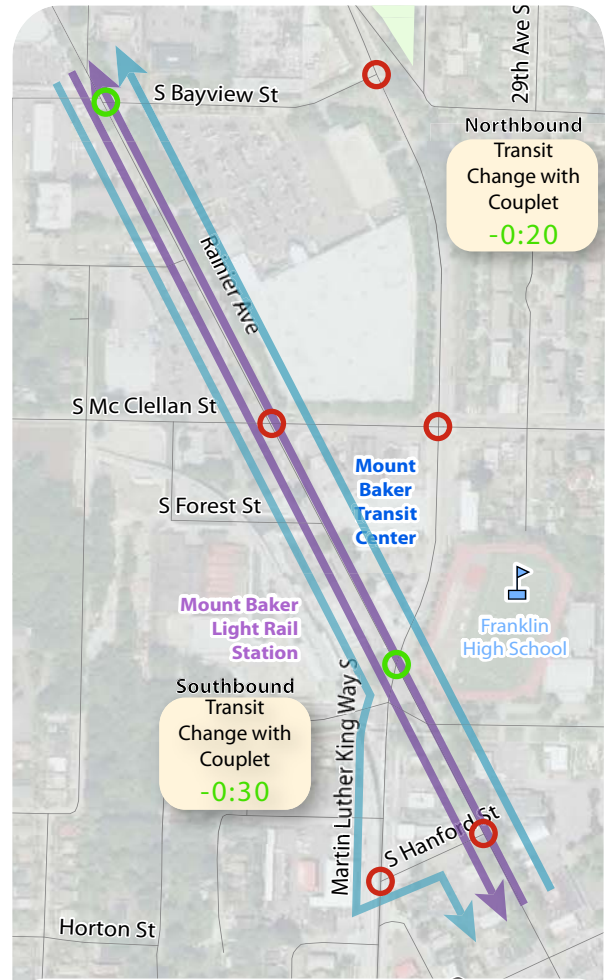 29th Ave S
S Bayview St
Northbound
Transit
Change with
Couplet
-0:20
Rainier Ave
S Mc Clellan St
Mount
Baker
Transit
Center
S Forest St
Mount Baker
Light Rail
Station
Franklin
High School
Southbound
Transit
Change with
Couplet
-0:30
Martin Luther King Way S
S Hanford St
Horton St